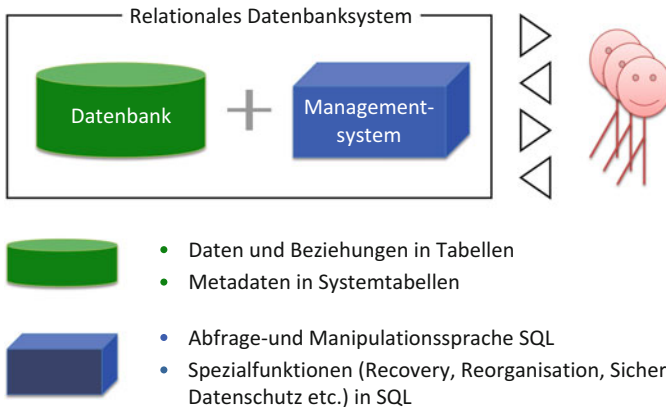 Relationales Datenbanksystem
Datenbank
Management-
system
• Daten und Beziehungen in Tabellen
• Metadaten in Systemtabellen
• Abfrage-und Manipulationssprache SQL
• Spezialfunktionen (Recovery, Reorganisation, Sicher
Datenschutz etc.) in SQL